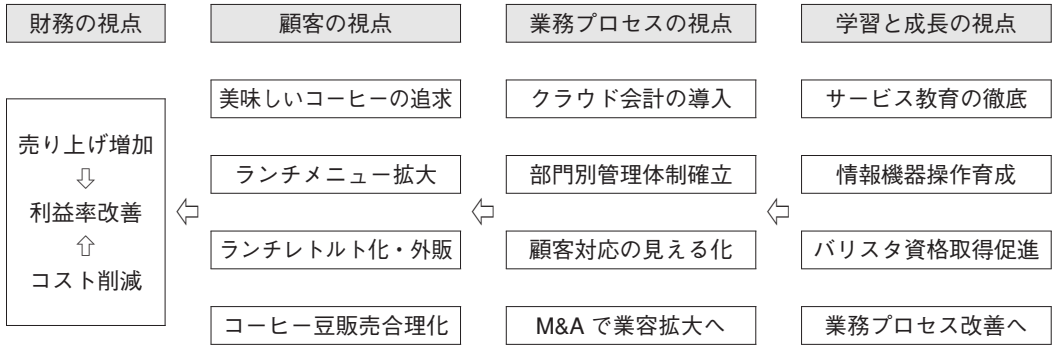 財務の視点
顧客の視点
業務プロセスの視点
学習と成長の視点
売り上げ増加
⇩
利益率改善
⇧
コスト削減
⇦
美味しいコーヒーの追求
ランチメニュー拡大
ランチレトルト化・外販
コーヒー豆販売合理化
⇦
クラウド会計の導入
部門別管理体制確立
顧客対応の見える化
M&Aで業容拡大へ
⇦
サービス教育の徹底
情報機器操作育成
バリスタ資格取得促進
業務プロセス改善へ